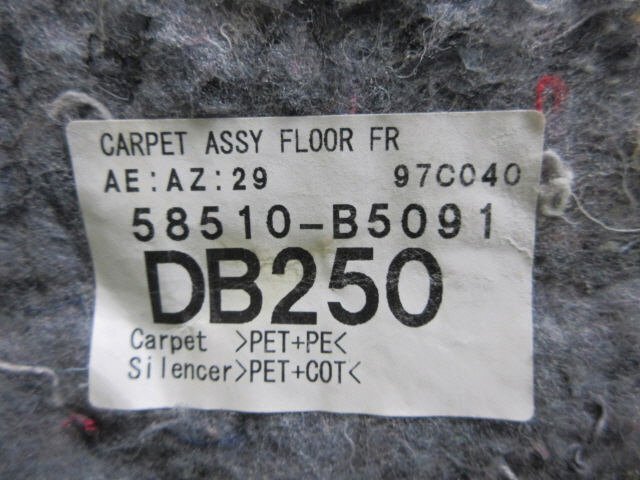 CARPET ASSY FLOOR FR
AE:AZ:29 97C040
58510-B5091
DB250
Carpet >PET+PE<
Silencer>PET+COT<